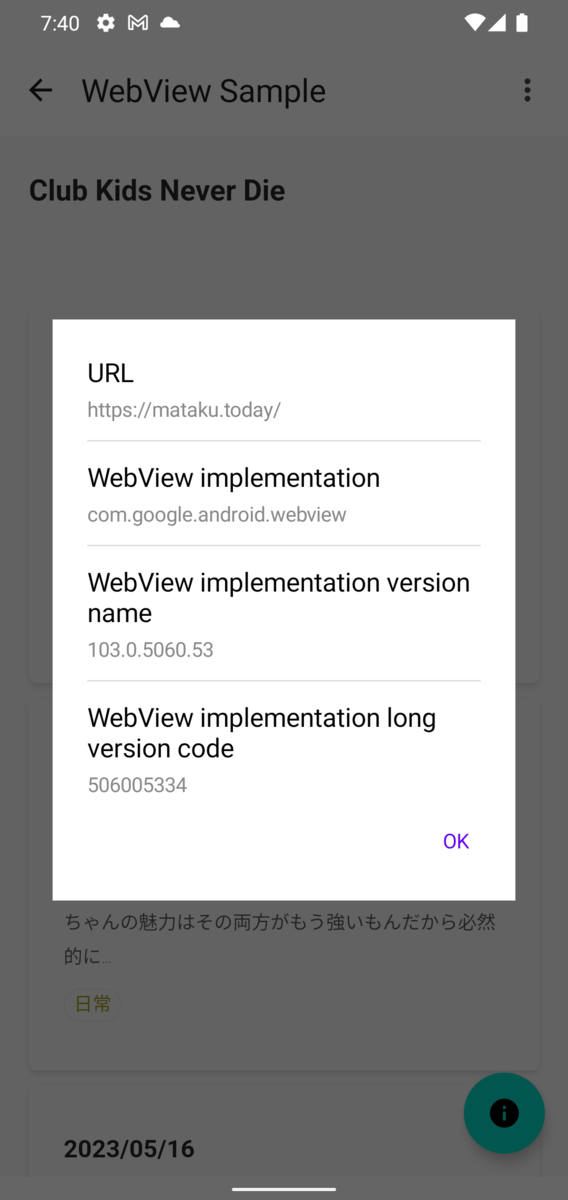 7:40
WebView Sample
Club Kids Never Die
URL
https://mataku.today/
WebView implementation
com.google.android.webview
WebView implementation version
name
103.0.5060.53
WebView implementation long
version code
506005334
OK
ちゃんの魅力はその両方がもう強いもんだから必然
的に...
日常
2023/05/16